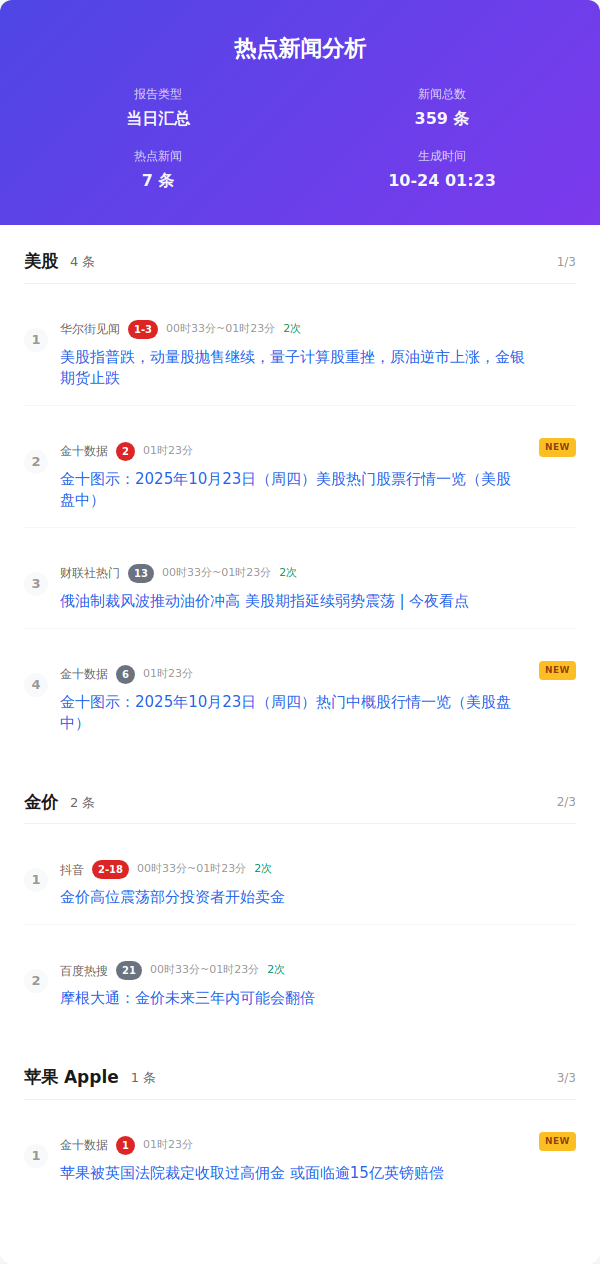 热点新闻分析
报告类型
新闻总数
当日汇总
359 条
热点新闻
生成时间
7 条
10-24 01:23
美股 4 条 1/3
1
华尔街见闻 1-3 00时33分~01时23分 2次
美股指普跌，动量股抛售继续，量子计算股重挫，原油逆市上涨，金银
期货止跌
2
金十数据 2 01时23分 NEW
金十图示：2025年10月23日（周四）美股热门股票行情一览（美股
盘中）
3
财联社热门 13 00时33分~01时23分 2次
俄油制裁风波推动油价冲高 美股期指延续弱势震荡 | 今夜看点
4
金十数据 6 01时23分 NEW
金十图示：2025年10月23日（周四）热门中概股行情一览（美股盘
中）
金价 2 条 2/3
1
抖音 2-18 00时33分~01时23分 2次
金价高位震荡部分投资者开始卖金
2
百度热搜 21 00时33分~01时23分 2次
摩根大通：金价未来三年内可能会翻倍
苹果 Apple 1 条 3/3
1
金十数据 1 01时23分 NEW
苹果被英国法院裁定收取过高佣金 或面临逾15亿英镑赔偿